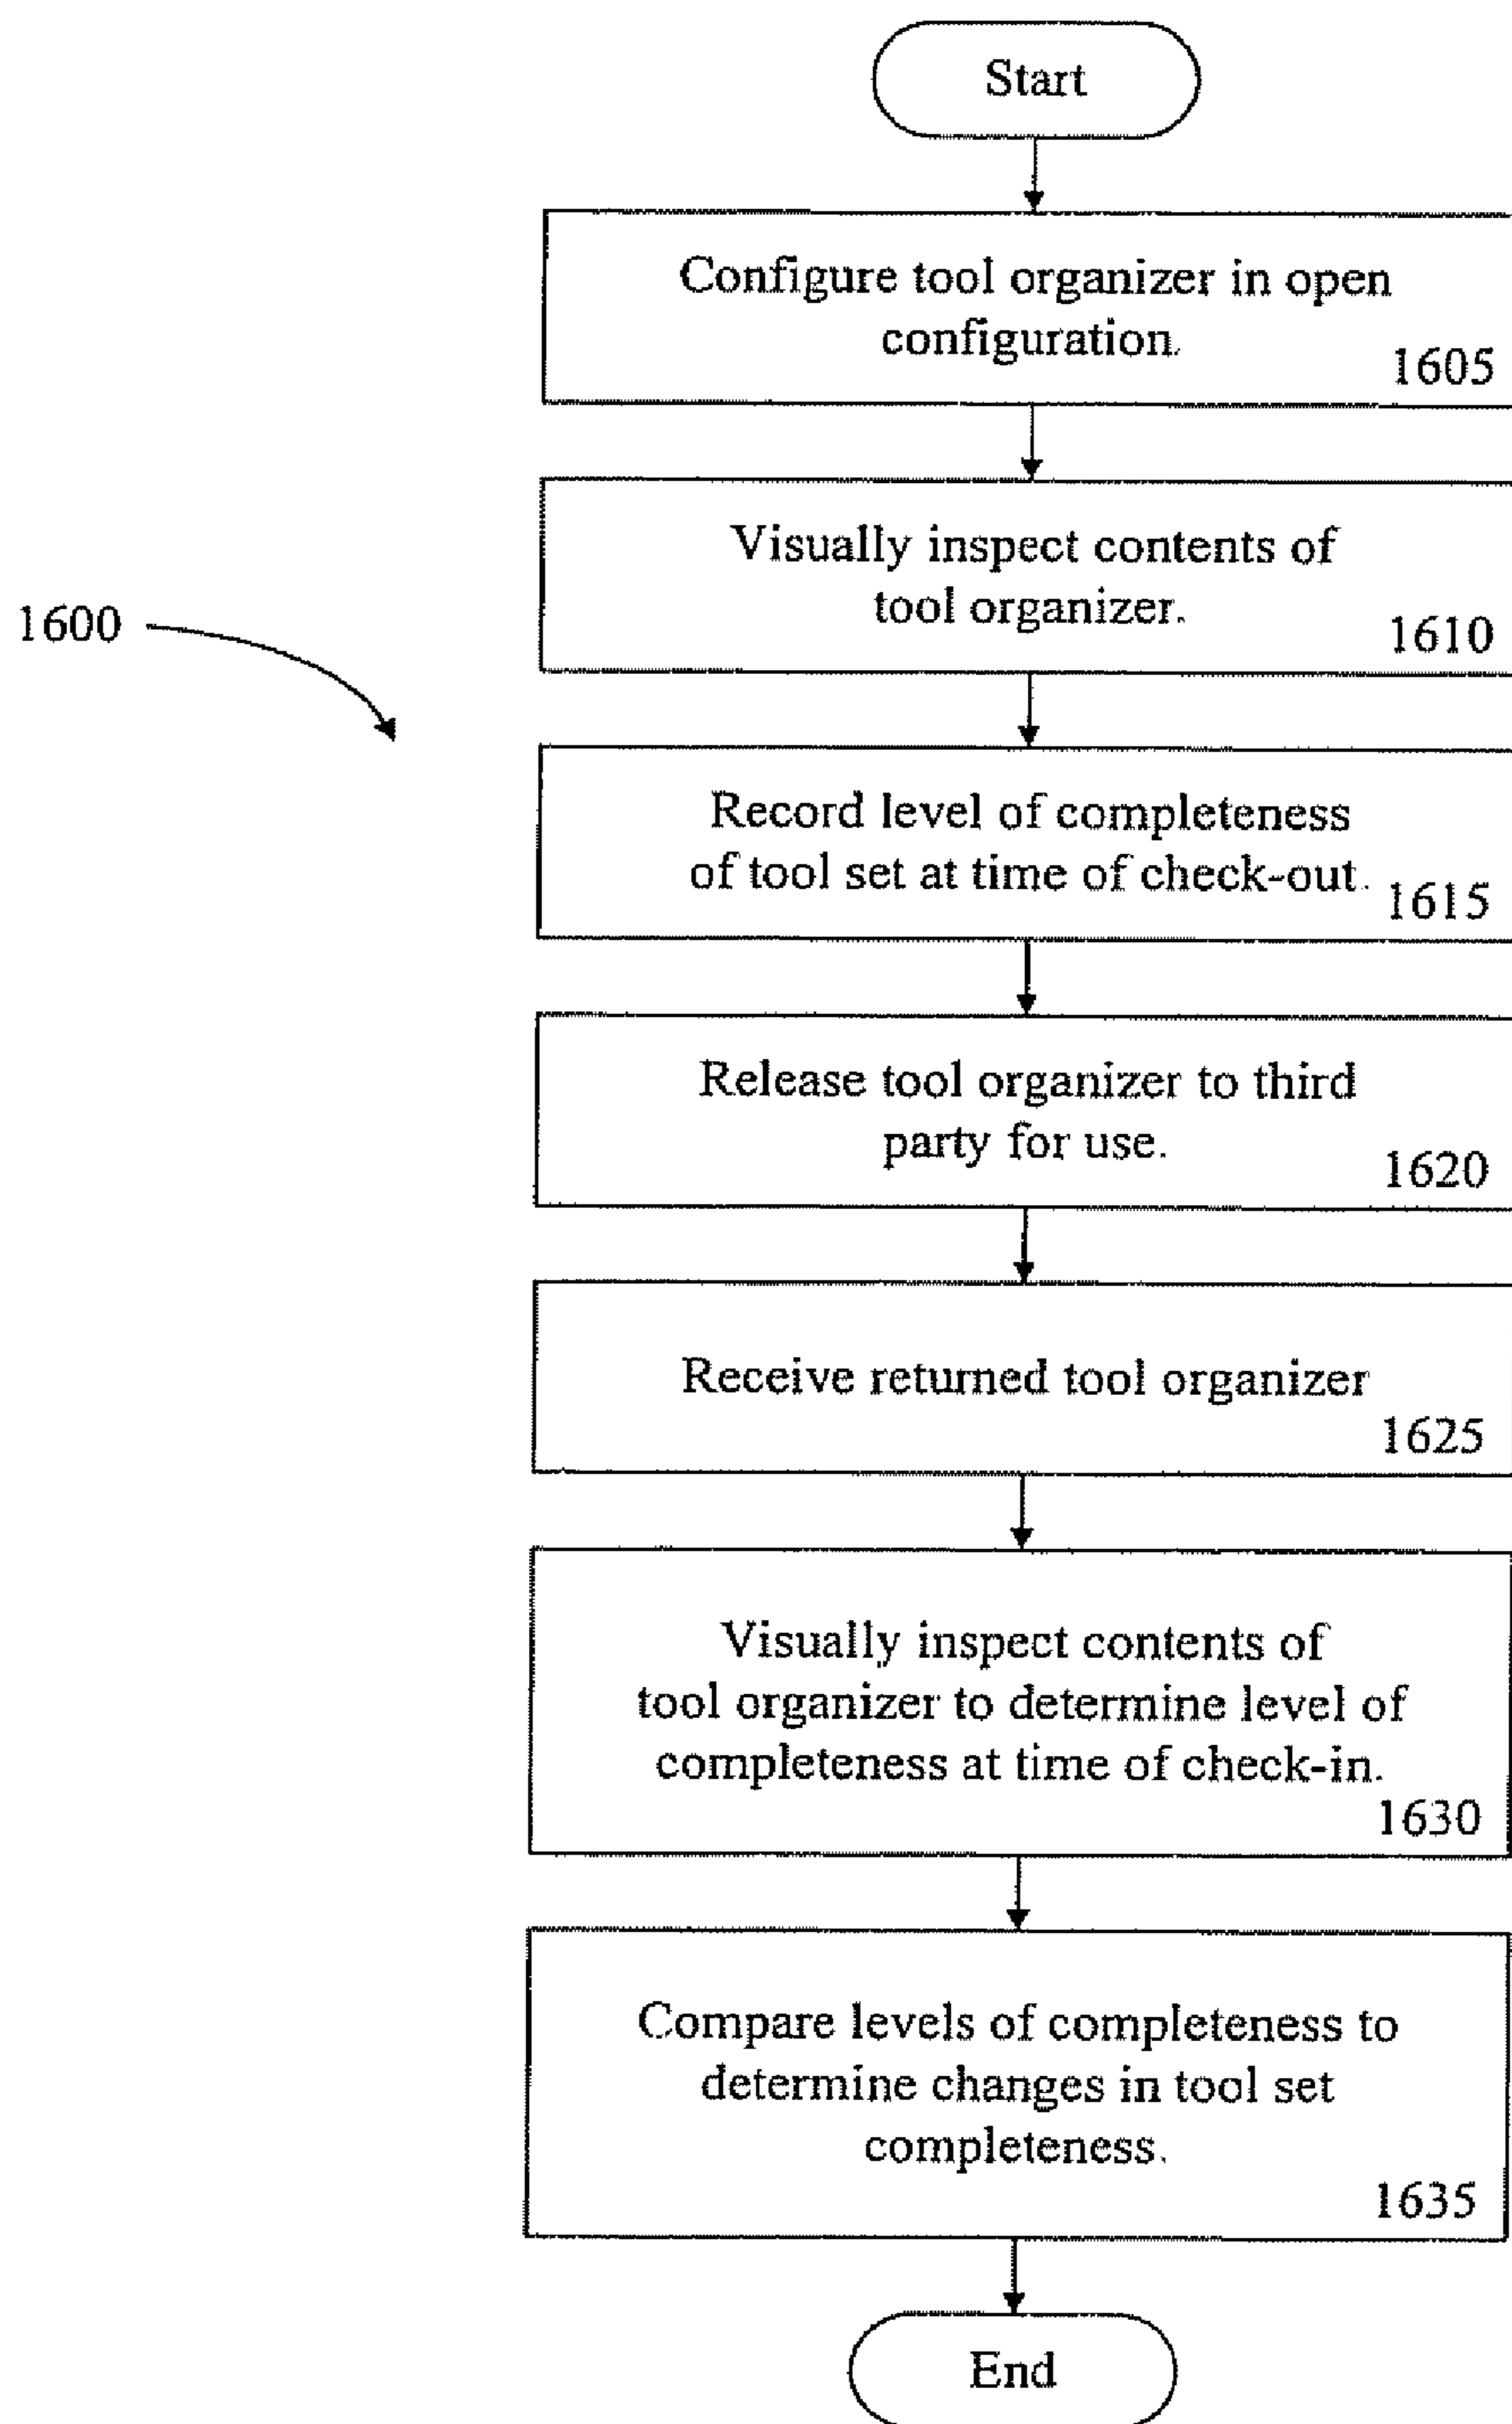 Start
Configure tool organizer in open
configuration.
1605
Visually inspect contents of
tool organizer.
1610
1600
Record level of completeness
of tool set at time of check-out.
1615
Release tool organizer to third
party for use.
1620
Receive returned tool organizer
1625
Visually inspect contents of
tool organizer to determine level of
completeness at time of check-in.
1630
Compare levels of completeness to
determine changes in tool set
completeness.
1635
End